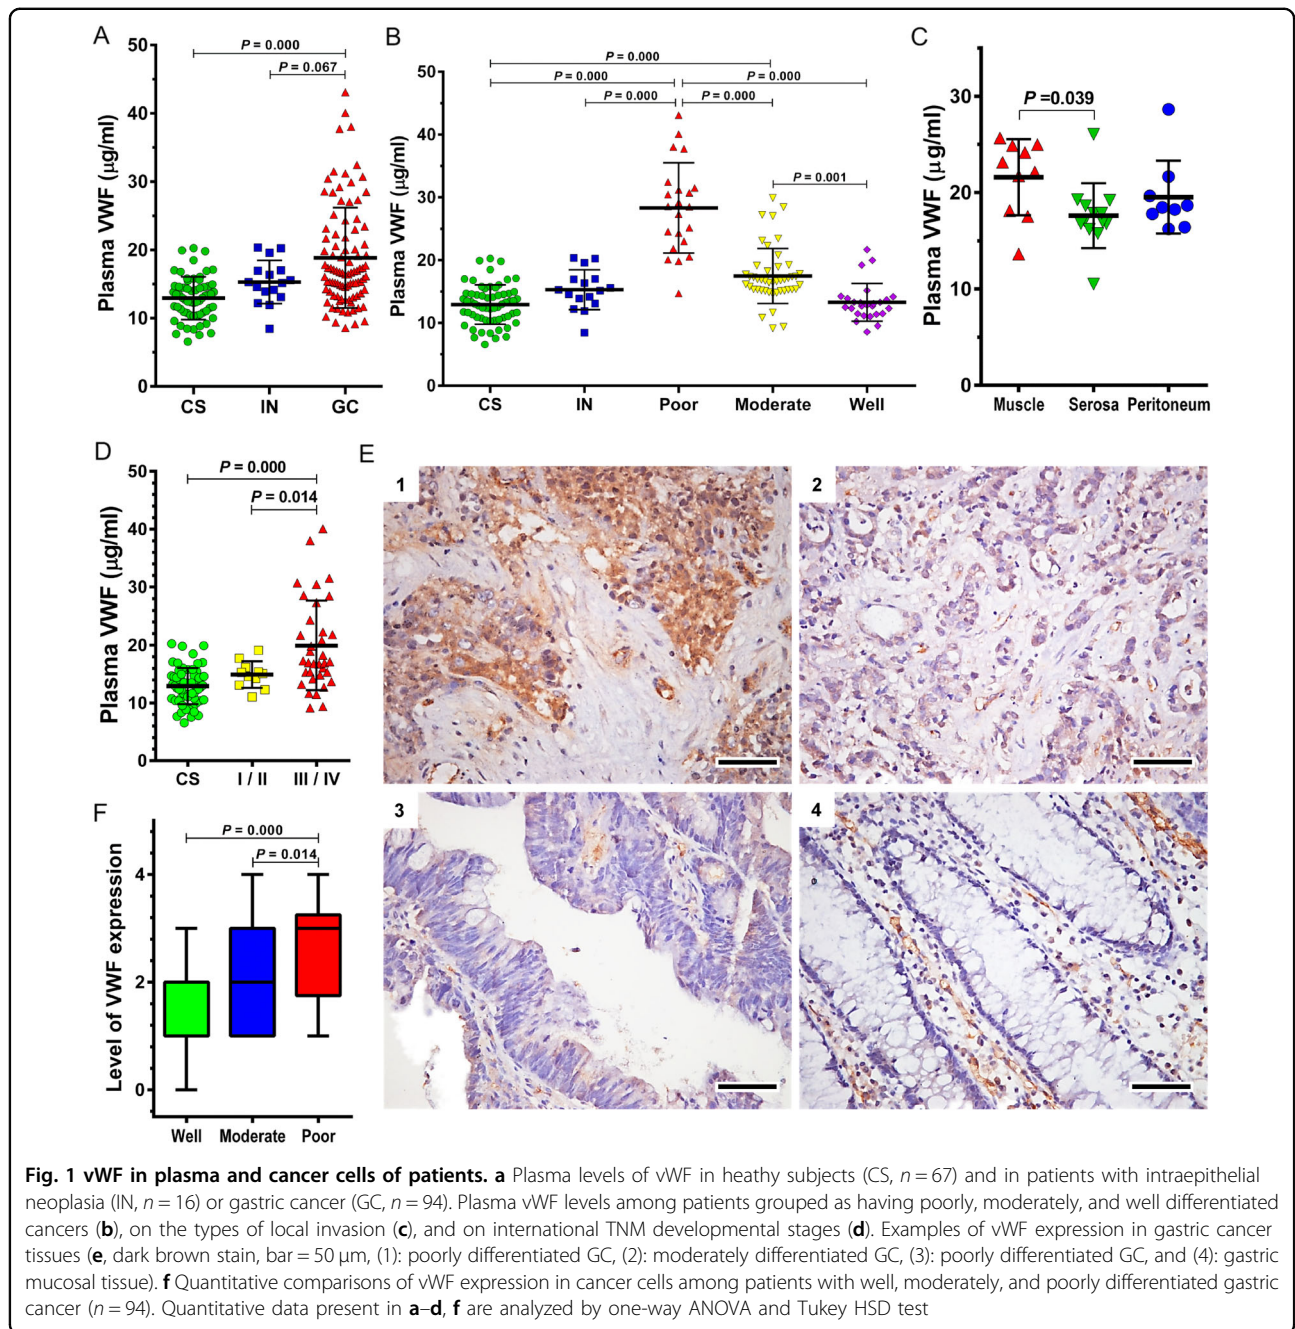 A
P = 0.000
P = 0.067
Plasma VWF (μg/ml)
50
40
30
20
10
0
CS IN GC
B
P = 0.000
P = 0.000 P = 0.000
P = 0.000 P = 0.000
P = 0.001
Plasma VWF (μg/ml)
50
40
30
20
10
0
CS IN Poor Moderate Well
C
P =0.039
Plasma VWF (μg/ml)
30
20
10
0
Muscle Serosa Peritoneum
D
P = 0.000
P = 0.014
Plasma VWF (μg/ml)
50
40
30
20
10
0
CS I / II III / IV
E
1
2
3
4
F
P = 0.000
P = 0.014
Level of VWF expression
4
2
0
Well Moderate Poor
Fig. 1 vWF in plasma and cancer cells of patients. a Plasma levels of vWF in heathy subjects (CS, n = 67) and in patients with intraepithelial
neoplasia (IN, n = 16) or gastric cancer (GC, n = 94). Plasma vWF levels among patients grouped as having poorly, moderately, and well differentiated
cancers (b), on the types of local invasion (c), and on international TNM developmental stages (d). Examples of vWF expression in gastric cancer
tissues (e, dark brown stain, bar = 50 μm, (1): poorly differentiated GC, (2): moderately differentiated GC, (3): poorly differentiated GC, and (4): gastric
mucosal tissue). f Quantitative comparisons of vWF expression in cancer cells among patients with well, moderately, and poorly differentiated gastric
cancer (n = 94). Quantitative data present in a–d, f are analyzed by one-way ANOVA and Tukey HSD test